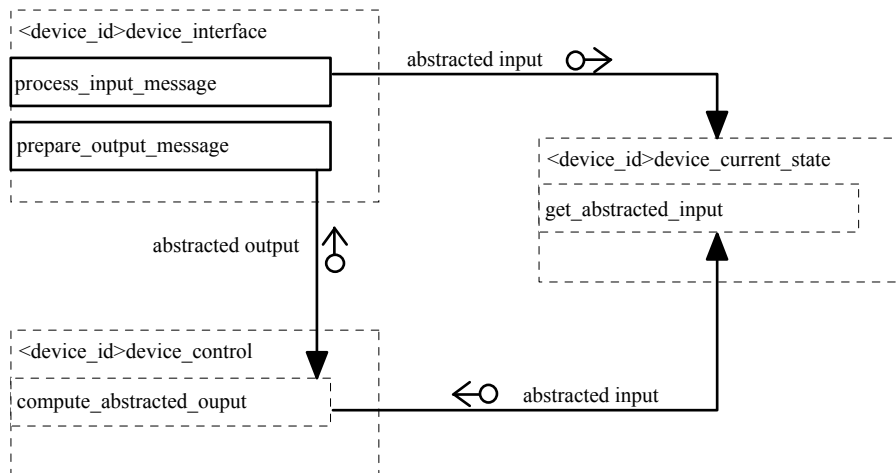 <device_id>device_interface
process_input_message
prepare_output_message
abstracted input
<device_id>device_current_state
get_abstracted_input
abstracted output
<device_id>device_control
compute_abstracted_ouput
abstracted input